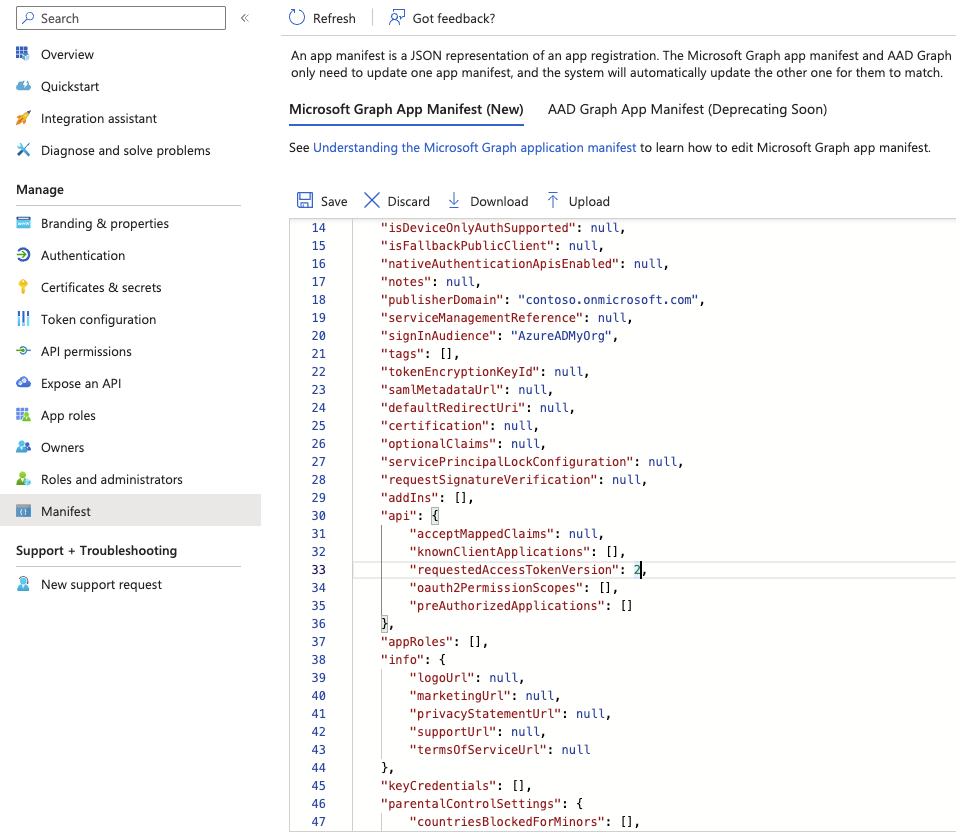 Search
«
Overview
Quickstart
Integration assistant
Diagnose and solve problems
Manage
Branding & properties
Authentication
Certificates & secrets
Token configuration
API permissions
Expose an API
App roles
Owners
Roles and administrators
Manifest
Support + Troubleshooting
New support request
Refresh
Got feedback?
An app manifest is a JSON representation of an app registration. The Microsoft Graph app manifest and AAD Graph
only need to update one app manifest, and the system will automatically update the other one for them to match.
Microsoft Graph App Manifest (New)
AAD Graph App Manifest (Deprecating Soon)
See Understanding the Microsoft Graph application manifest to learn how to edit Microsoft Graph app manifest.
Save
Discard
Download
Upload
14 "isDeviceOnlyAuthSupported": null,
15 "isFallbackPublicClient": null,
16 "nativeAuthenticationApisEnabled": null,
17 "notes": null,
18 "publisherDomain": "contoso.onmicrosoft.com",
19 "serviceManagementReference": null,
20 "signInAudience": "AzureADMyOrg",
21 "tags": [],
22 "tokenEncryptionKeyId": null,
23 "samlMetadataUrl": null,
24 "defaultRedirectUri": null,
25 "certification": null,
26 "optionalClaims": null,
27 "servicePrincipalLockConfiguration": null,
28 "requestSignatureVerification": null,
29 "addIns": [],
30 "api": {
31 "acceptMappedClaims": null,
32 "knownClientApplications": [],
33 "requestedAccessTokenVersion": 2,
34 "oauth2PermissionScopes": [],
35 "preAuthorizedApplications": []
36 },
37 "appRoles": [],
38 "info": {
39 "logoUrl": null,
40 "marketingUrl": null,
41 "privacyStatementUrl": null,
42 "supportUrl": null,
43 "termsOfServiceUrl": null
44 },
45 "keyCredentials": [],
46 "parentalControlSettings": {
47 "countriesBlockedForMinors": [],